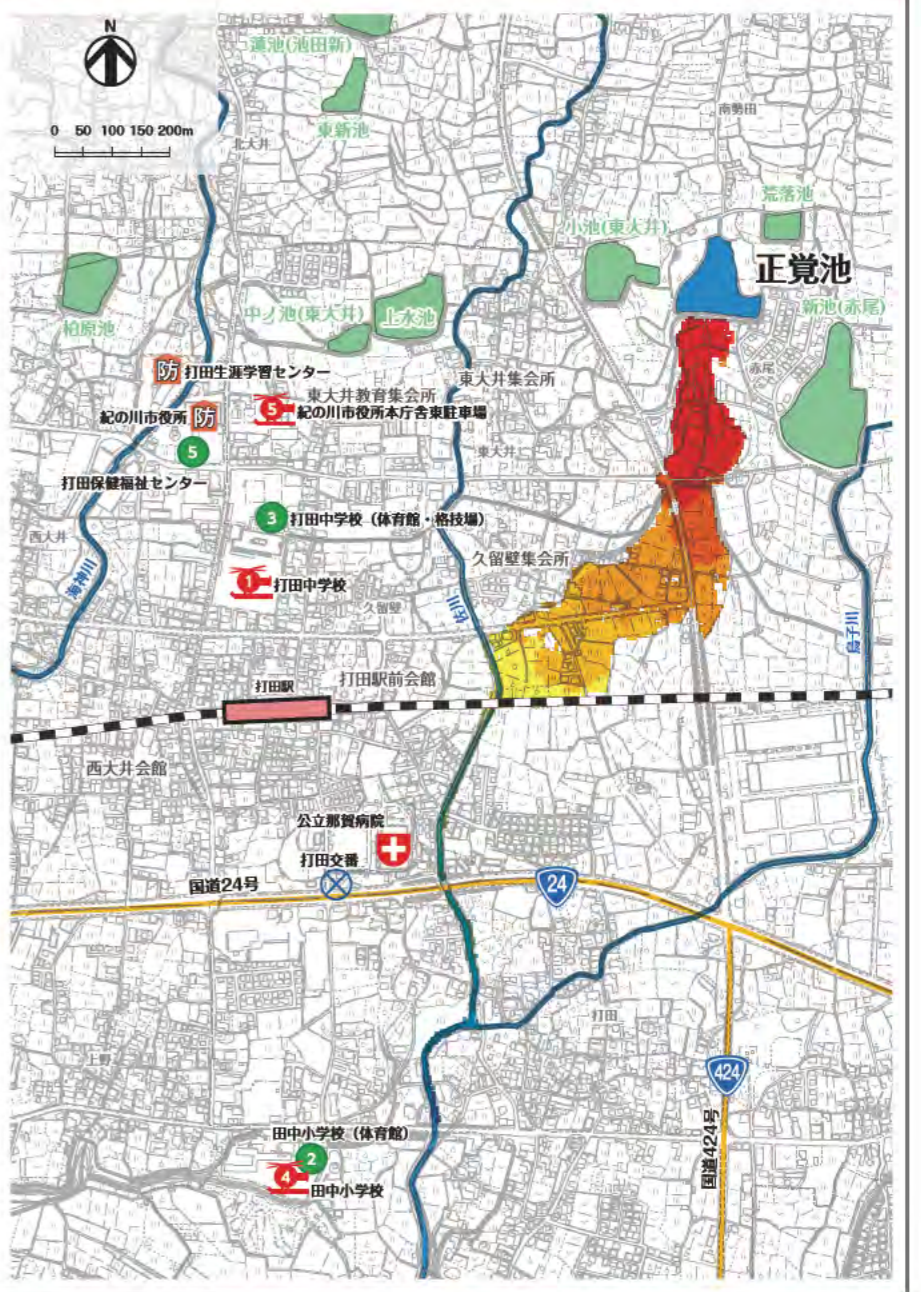 N
0 50 100 150 200m
蓮池(池田新)
東新池
北大井
南勢田
荒落池
小池(東大井)
正覚池
新池(赤尾)
柏原池
中ノ池(東大井)
上水池
赤尾
防 打田生涯学習センター
東大井集会所
東大井教育集会所
紀の川市役所 防
5 紀の川市役所本庁舎東駐車場
5
打田保健福祉センター
東大井
3 打田中学校(体育館・格技場)
西大井
久留壁集会所
海神川
1 打田中学校
久留壁
佐川
烏子川
打田駅
打田駅前会館
西大井会館
公立那賀病院
打田交番
国道24号
24
打田
上野
424
国道424号
田中小学校(体育館)
2
4
田中小学校